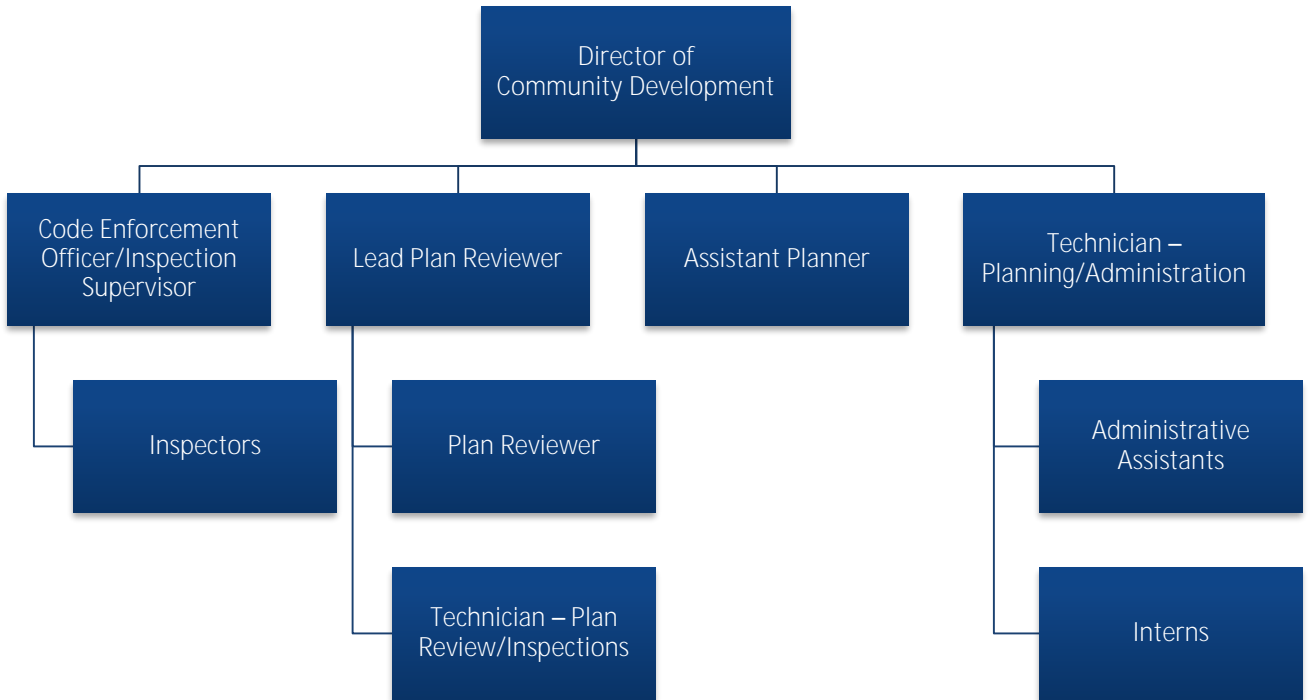 Director of
Community Development
Code Enforcement
Officer/Inspection
Supervisor
Lead Plan Reviewer
Assistant Planner
Technician –
Planning/Administration
Inspectors
Plan Reviewer
Administrative
Assistants
Technician – Plan
Review/Inspections
Interns